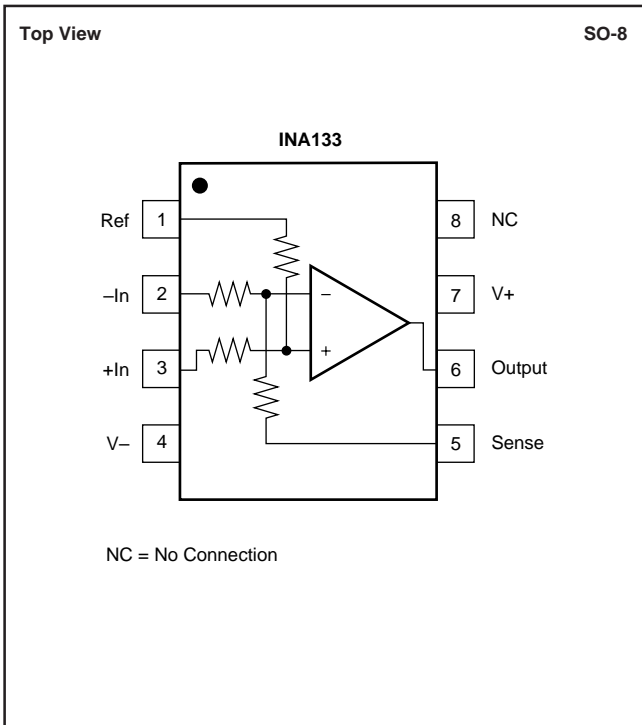 Top View SO-8
INA133
Ref 1 8 NC
–In 2 – 7 V+
+In 3 + 6 Output
V– 4 5 Sense
NC = No Connection